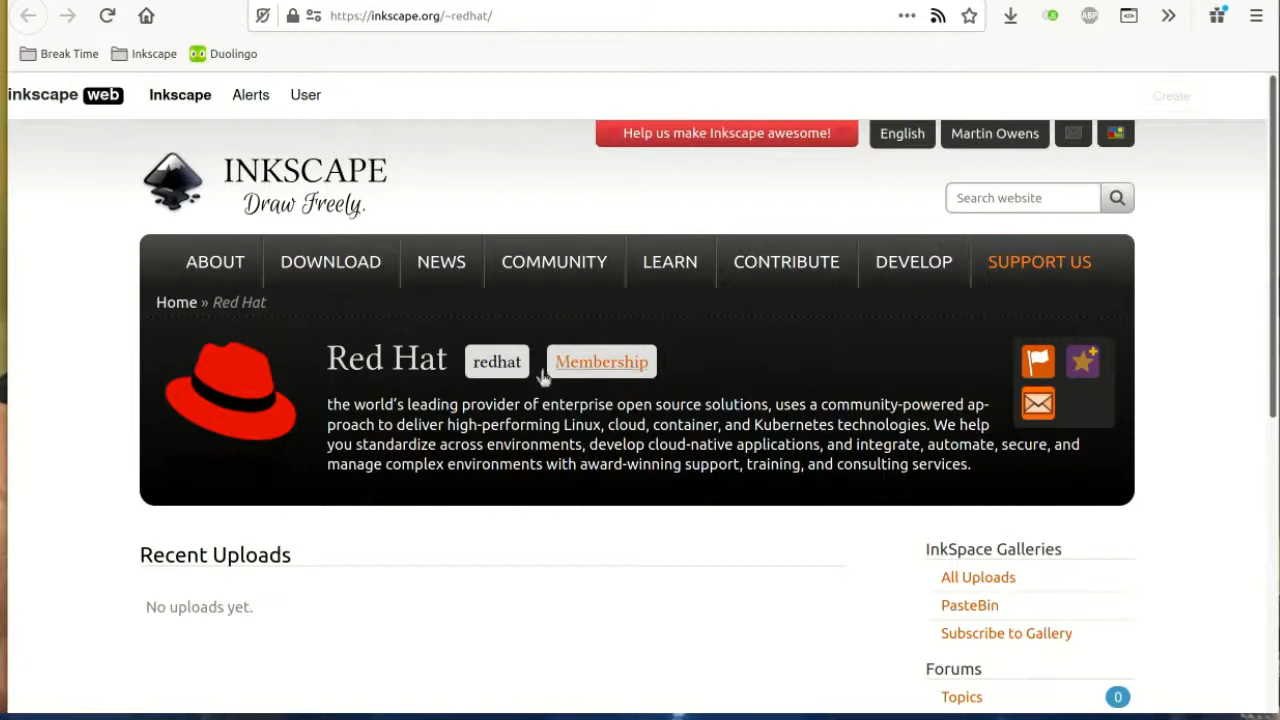 https://inkscape.org/~redhat/
ABP
Break Time Inkscape Duolingo
inkscape web Inkscape Alerts User Create
Help us make Inkscape awesome! English Martin Owens
INKSCAPE
Draw Freely.
Search website
ABOUT DOWNLOAD NEWS COMMUNITY LEARN CONTRIBUTE DEVELOP SUPPORT US
Home » Red Hat
Red Hat redhat Membership
the world's leading provider of enterprise open source solutions, uses a community-powered ap-
proach to deliver high-performing Linux, cloud, container, and Kubernetes technologies. We help
you standardize across environments, develop cloud-native applications, and integrate, automate, secure, and
manage complex environments with award-winning support, training, and consulting services.
Recent Uploads
No uploads yet.
InkSpace Galleries
All Uploads
PasteBin
Subscribe to Gallery
Forums
Topics 0